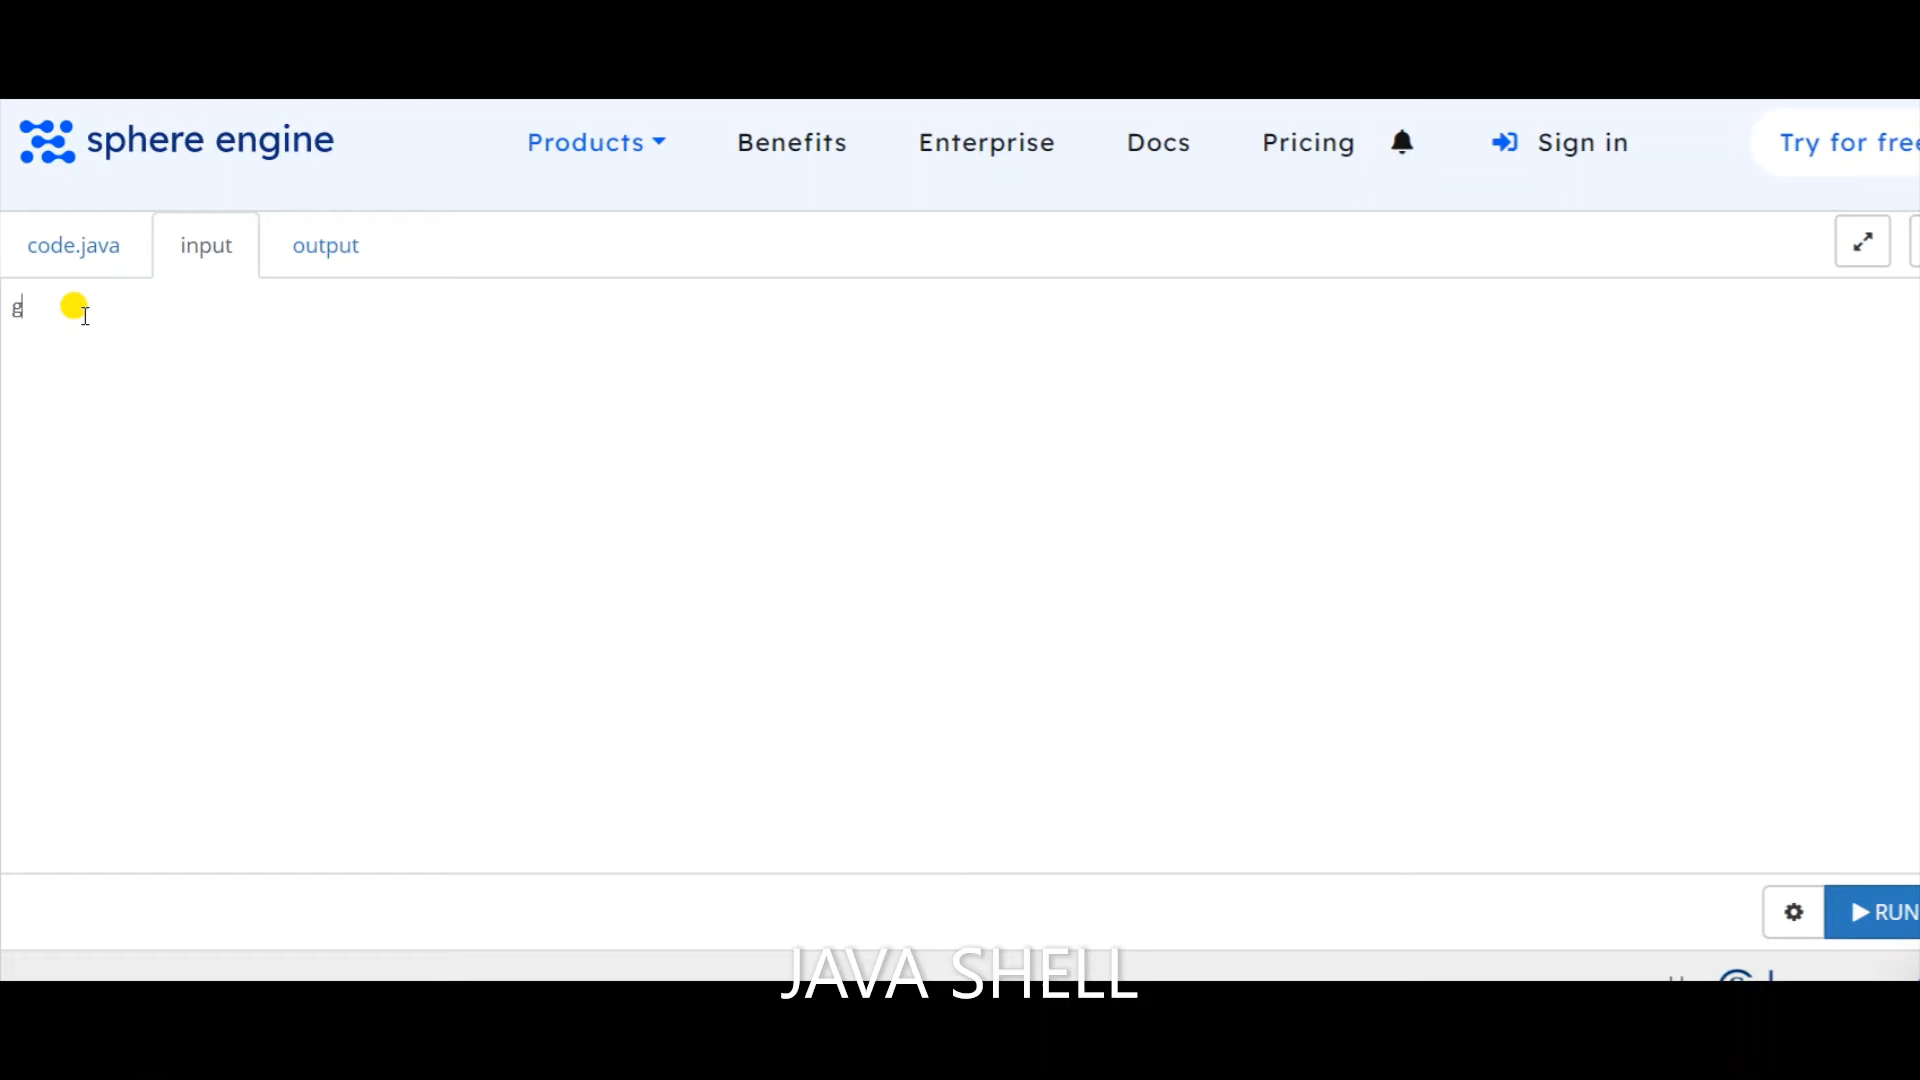 sphere engine
Products Benefits Enterprise Docs Pricing Sign in Try for free
code.java input output
g
RUN
JAVA SHELL